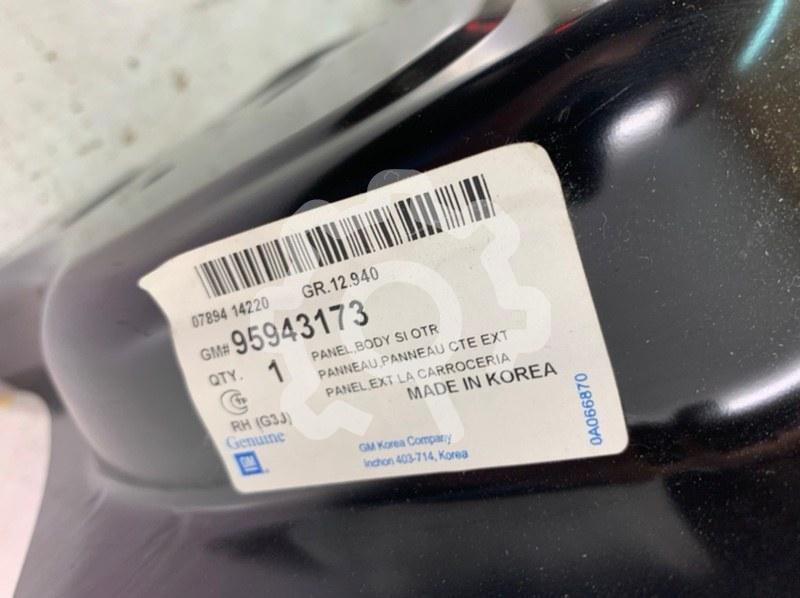 07894 14220 GR.12.940
GM# 95943173
QTY. 1
PANEL,BODY SI OTR
PANNEAU,PANNEAU CTE EXT
PANEL,EXT LA CARROCERIA
MADE IN KOREA
RH (G3J)
Genuine
GM
GM Korea Company
Inchon 403-714, Korea
0A066870